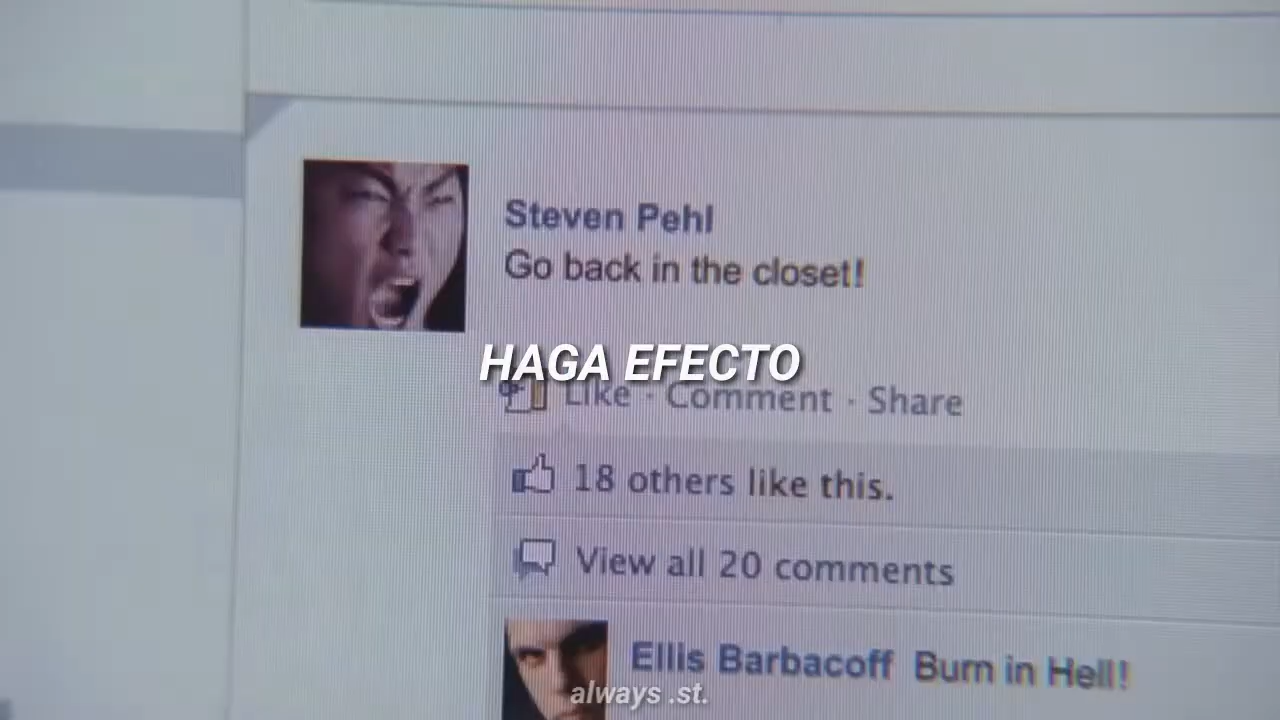 Steven Pehl
Go back in the closet!
HAGA EFECTO
Like · Comment · Share
18 others like this.
View all 20 comments
Ellis Barbacoff Burn in Hell!
always .st.